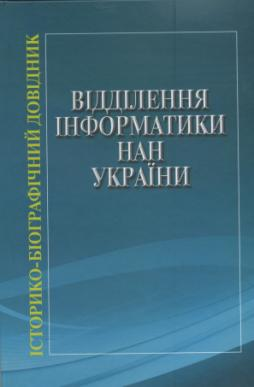 ІСТОРИКО-БІОГРАФІЧНИЙ ДОВІДНИК
ВІДДІЛЕННЯ
ІНФОРМАТИКИ
НАН
УКРАЇНИ